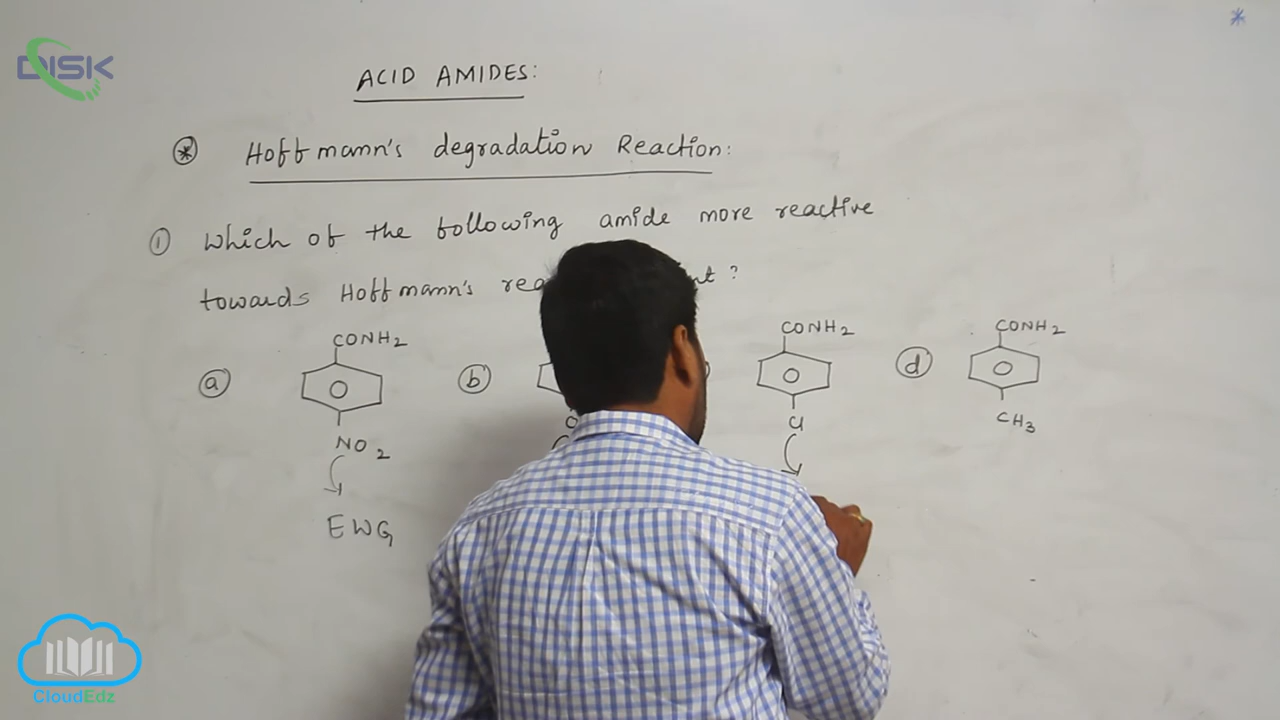 DISK
ACID AMIDES:
* Hoffmann's degradation Reaction:
① Which of the following amide more reactive
towards Hoffmann's ?
CONH2 CONH2 CONH2
ⓐ ⓑ ⓓ
NO2 Cl CH3
EWG
CloudEdz